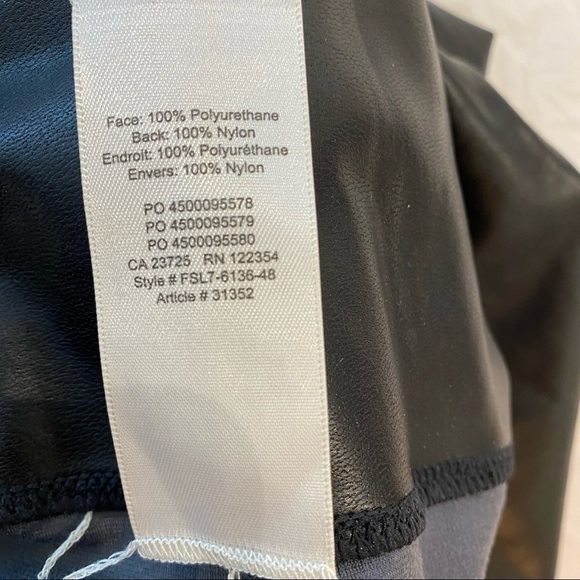 Face: 100% Polyurethane
Back: 100% Nylon
Endroit: 100% Polyuréthane
Envers: 100% Nylon
PO 4500095578
PO 4500095579
PO 4500095580
CA 23725 RN 122354
Style # FSL7-6136-48
Article # 31352